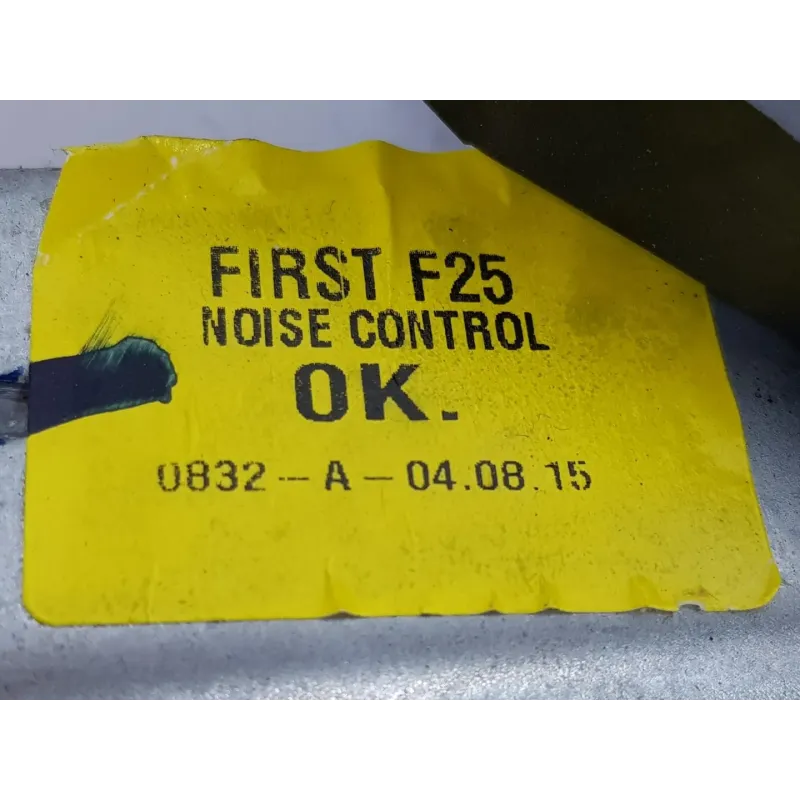 FIRST F25
NOISE CONTROL
OK.
0832-A-04.08.15